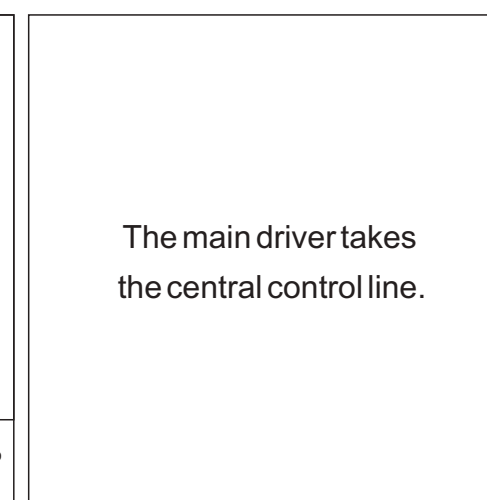 The main driver takes
the central control line.